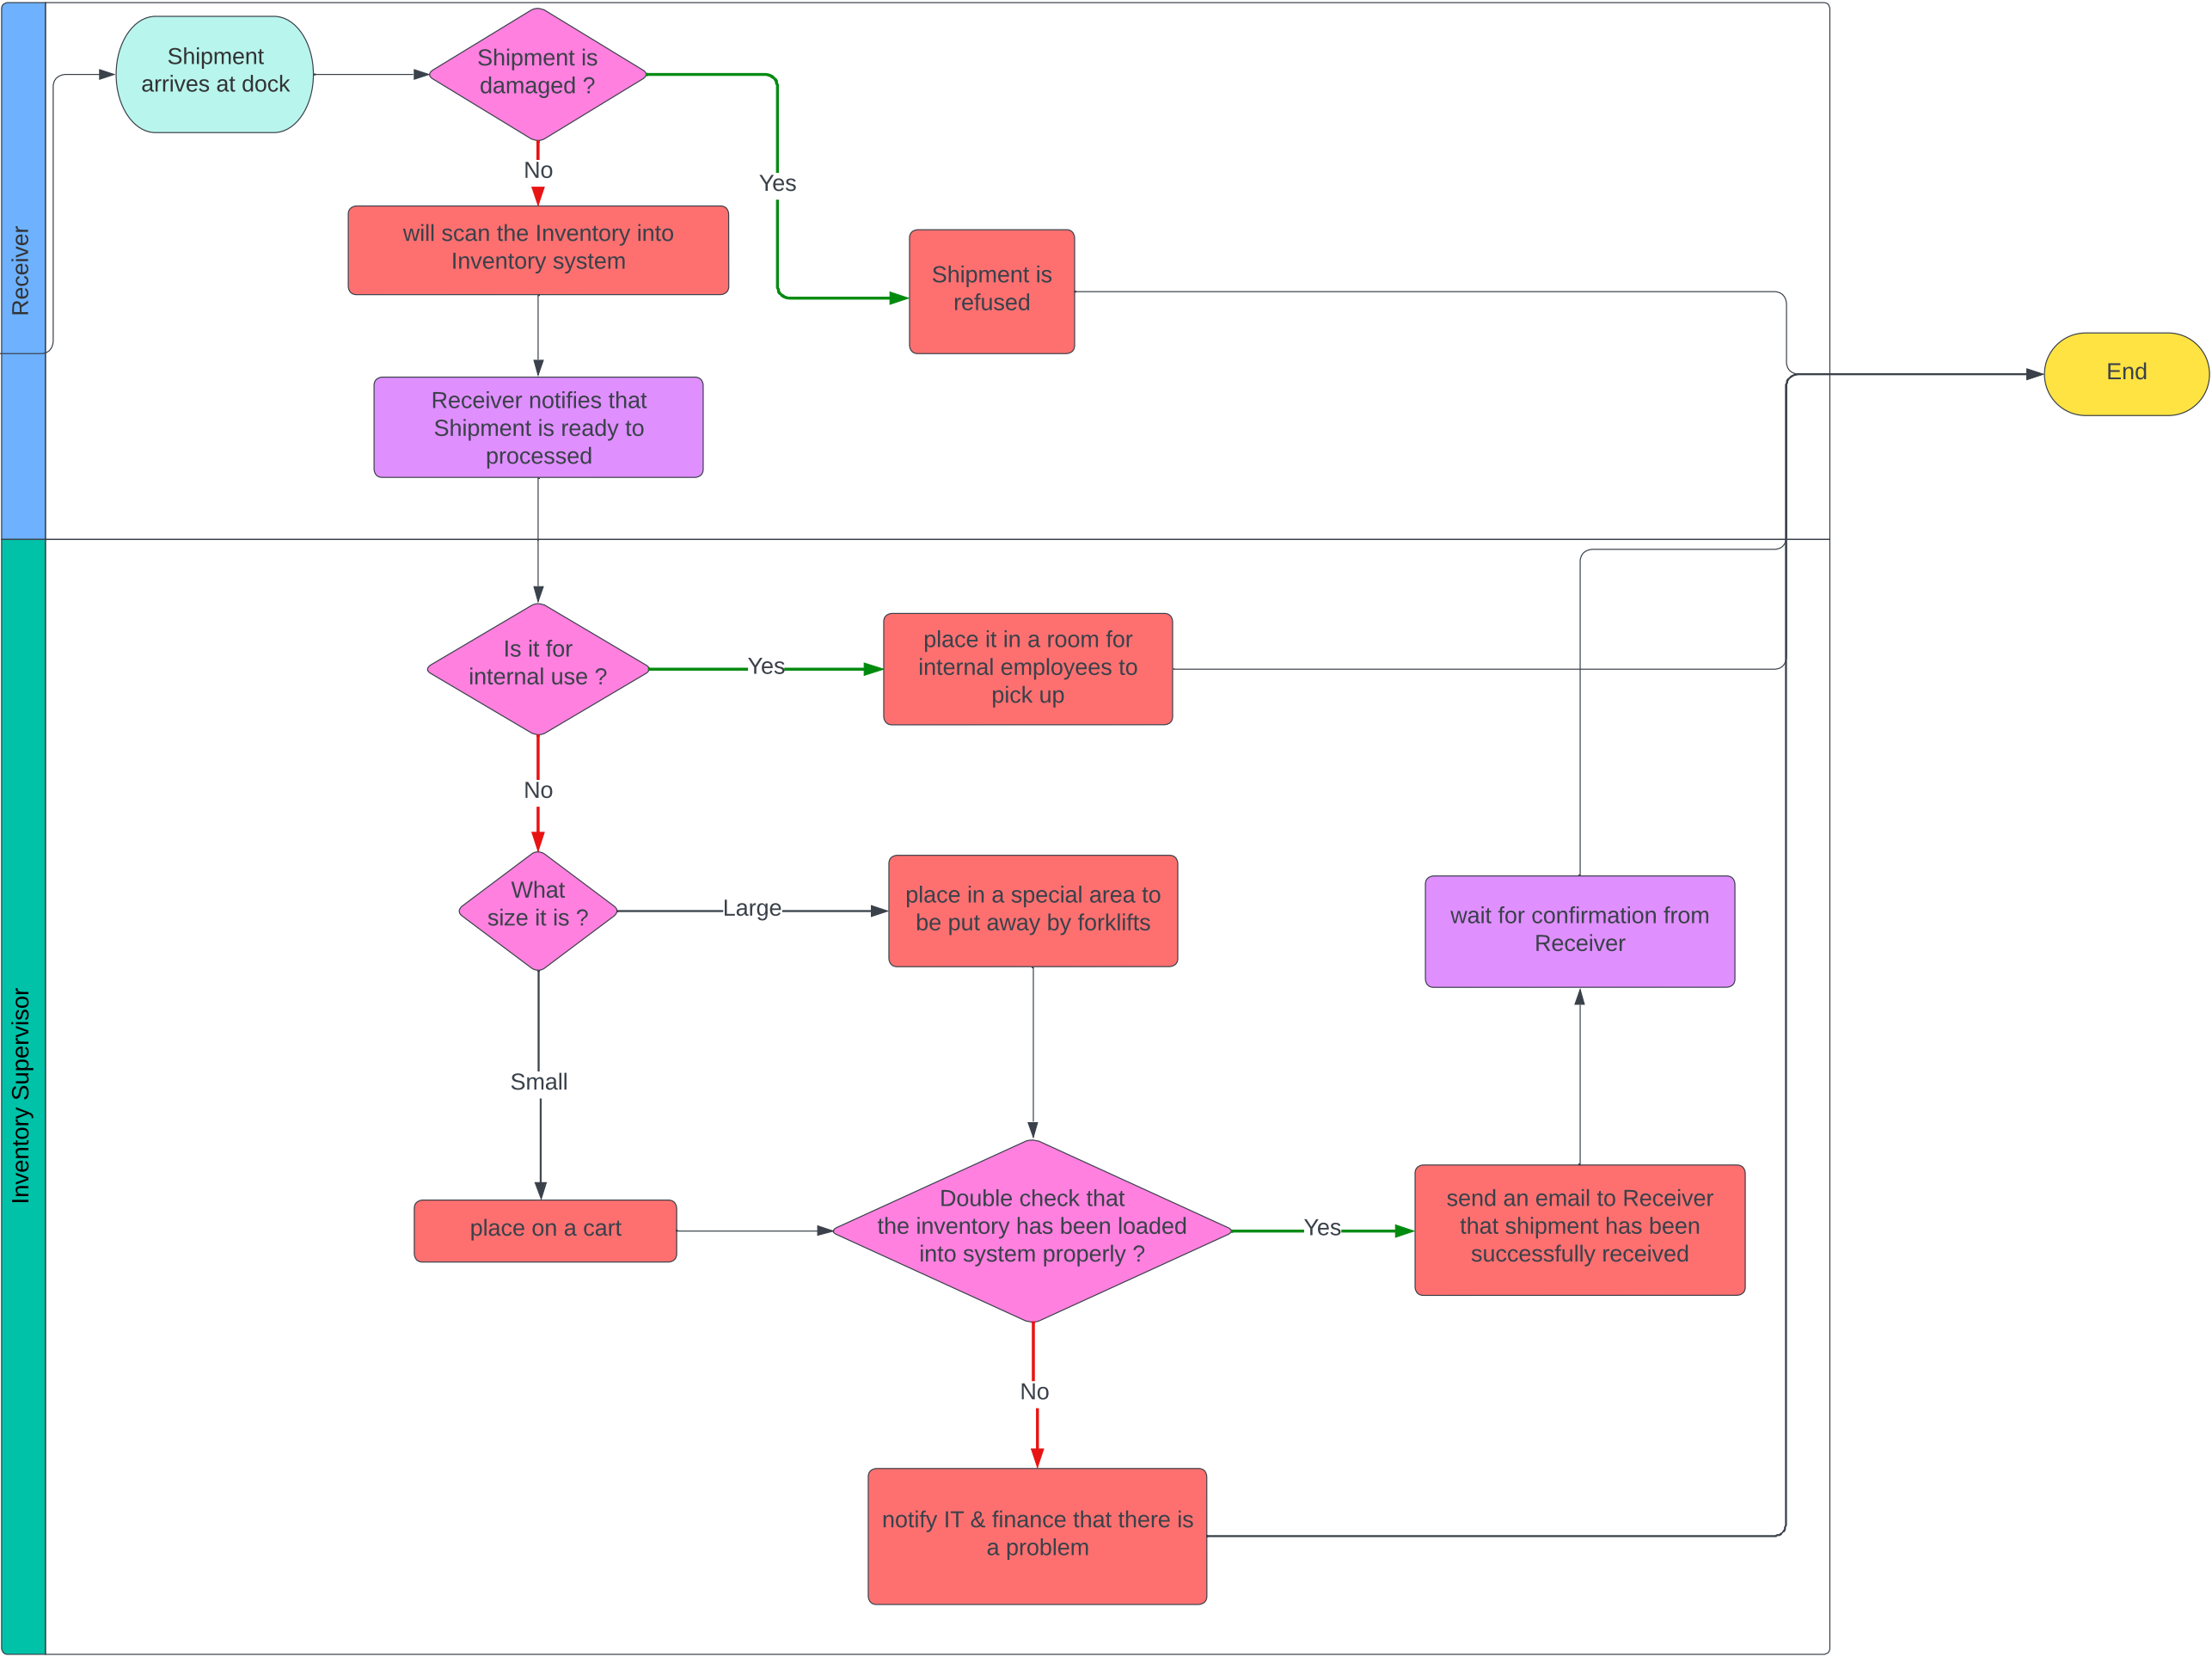 Receiver
Shipment
arrives at dock
Shipment is
damaged ?
No
Yes
will scan the Inventory into
Inventory system
Shipment is
refused
Receiver notifies that
Shipment is ready to
processed
End
Inventory Supervisor
Is it for
internal use ?
Yes
place it in a room for
internal employees to
pick up
No
What
size it is ?
Large
place in a special area to
be put away by forklifts
wait for confirmation from
Receiver
Small
place on a cart
Double check that
the inventory has been loaded
into system properly ?
Yes
send an email to Receiver
that shipment has been
successfully received
No
notify IT & finance that there is
a problem